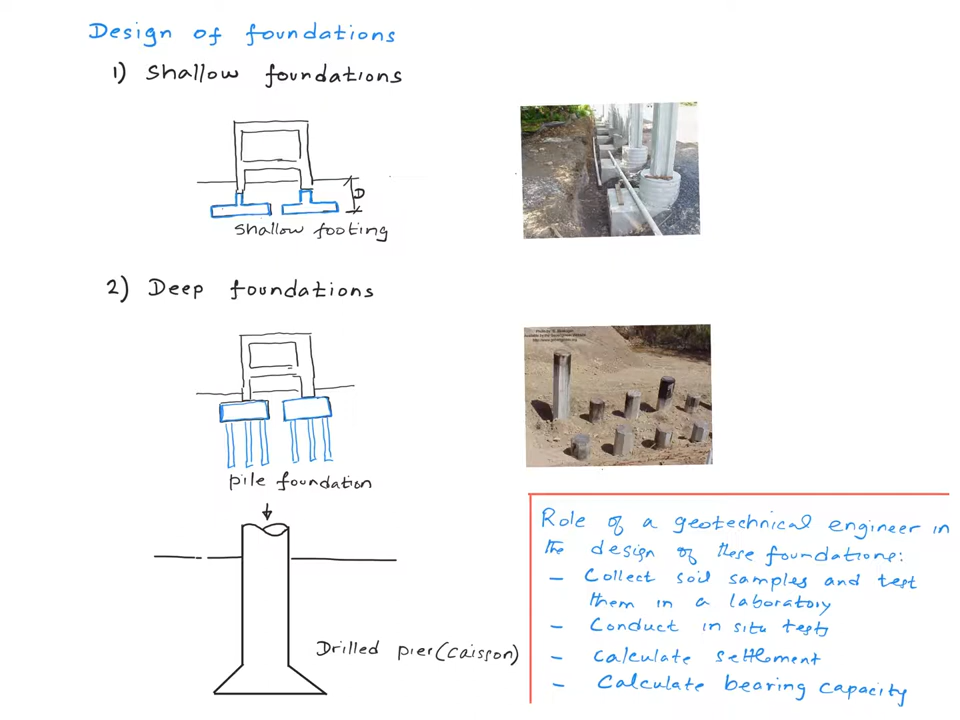 Design of foundations
1) Shallow foundations
D
shallow footing
2) Deep foundations
pile foundation
Drilled pier (caisson)
Role of a geotechnical engineer in
the design of these foundations:
- Collect soil samples and test
them in a laboratory
- Conduct in situ tests
- Calculate settlement
- Calculate bearing capacity